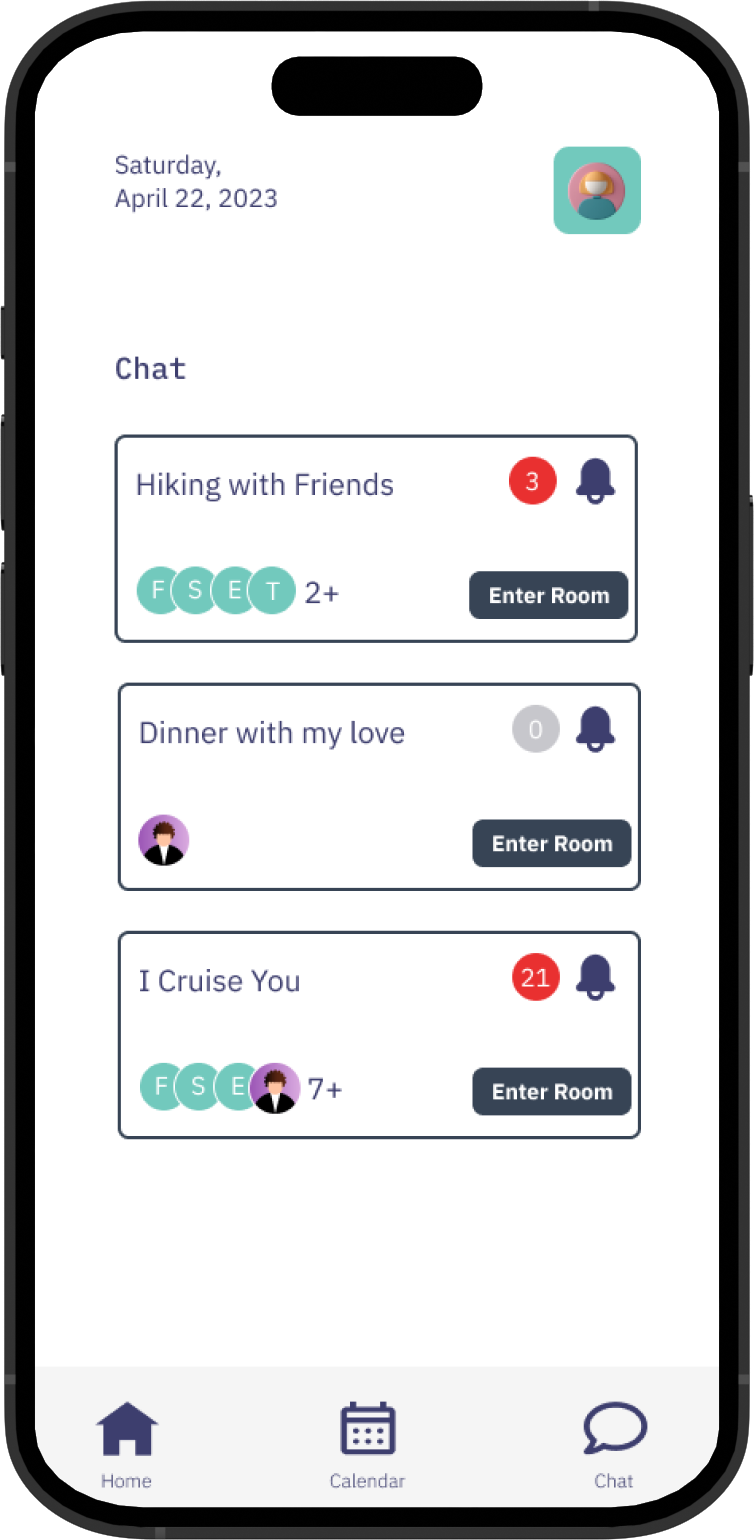 Saturday,
April 22, 2023
Chat
Hiking with Friends
3
F S E T 2+
Enter Room
Dinner with my love
0
Enter Room
I Cruise You
21
F S E 7+
Enter Room
Home
Calendar
Chat